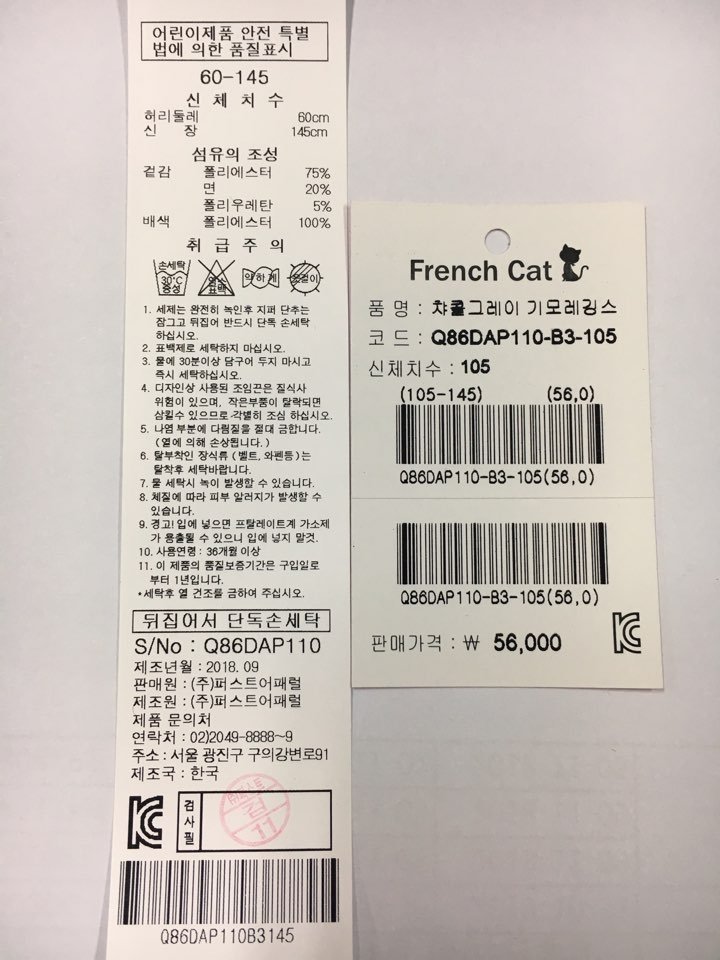 어린이제품 안전 특별
법에 의한 품질표시
60-145
신 체 치 수
허리둘레 60cm
신 장 145cm
섬유의 조성
겉감 폴리에스터 75%
면 20%
폴리우레탄 5%
배색 폴리에스터 100%
취 급 주 의
손세탁
30℃
중성
염소
표백
약하게
옷걸이
1. 세제는 완전히 녹인후 지퍼 단추는
잠그고 뒤집어 반드시 단독 손세탁
하십시오.
2. 표백제로 세탁하지 마십시오.
3. 물에 30분이상 담구어 두지 마시고
즉시 세탁하십시오.
4. 디자인상 사용된 조임끈은 질식사
위험이 있으며, 작은부품이 탈락되면
삼킬수 있으므로 각별히 조심 하십시오.
5. 나염 부분에 다림질을 절대 금합니다.
(열에 의해 손상됩니다.)
6. 탈부착인 장식류 (벨트, 와펜등)는
탈착후 세탁바랍니다.
7. 물 세탁시 녹이 발생할 수 있습니다.
8. 체질에 따라 피부 알러지가 발생할 수
있습니다.
9. 경고! 입에 넣으면 프탈레이트계 가소제
가 용출될 수 있으니 입에 넣지 말것.
10. 사용연령 : 36개월 이상
11. 이 제품의 품질보증기간은 구입일로
부터 1년입니다.
*세탁후 열 건조를 금하여 주십시오.
뒤집어서 단독손세탁
S/No : Q86DAP110
제조년월 : 2018. 09
판매원 : (주)퍼스트어패럴
제조원 : (주)퍼스트어패럴
제품 문의처
연락처 : 02)2049-8888~9
주소 : 서울 광진구 구의강변로91
제조국 : 한국
검사필
검
11
Q86DAP110B3145
French Cat
품 명 : 챠콜그레이 기모레깅스
코 드 : Q86DAP110-B3-105
신체치수 : 105
(105-145) (56,0)
Q86DAP110-B3-105(56,0)
Q86DAP110-B3-105(56,0)
판매가격 : ₩ 56,000